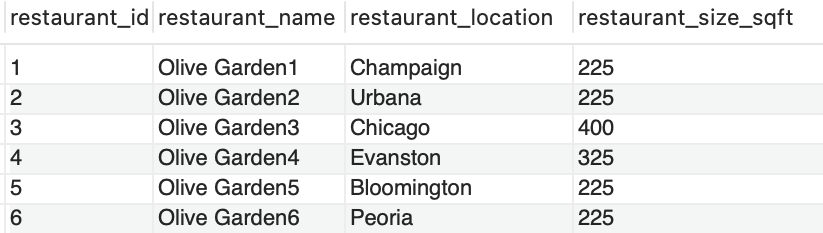 restaurant_id restaurant_name restaurant_location restaurant_size_sqft
1 Olive Garden1 Champaign 225
2 Olive Garden2 Urbana 225
3 Olive Garden3 Chicago 400
4 Olive Garden4 Evanston 325
5 Olive Garden5 Bloomington 225
6 Olive Garden6 Peoria 225